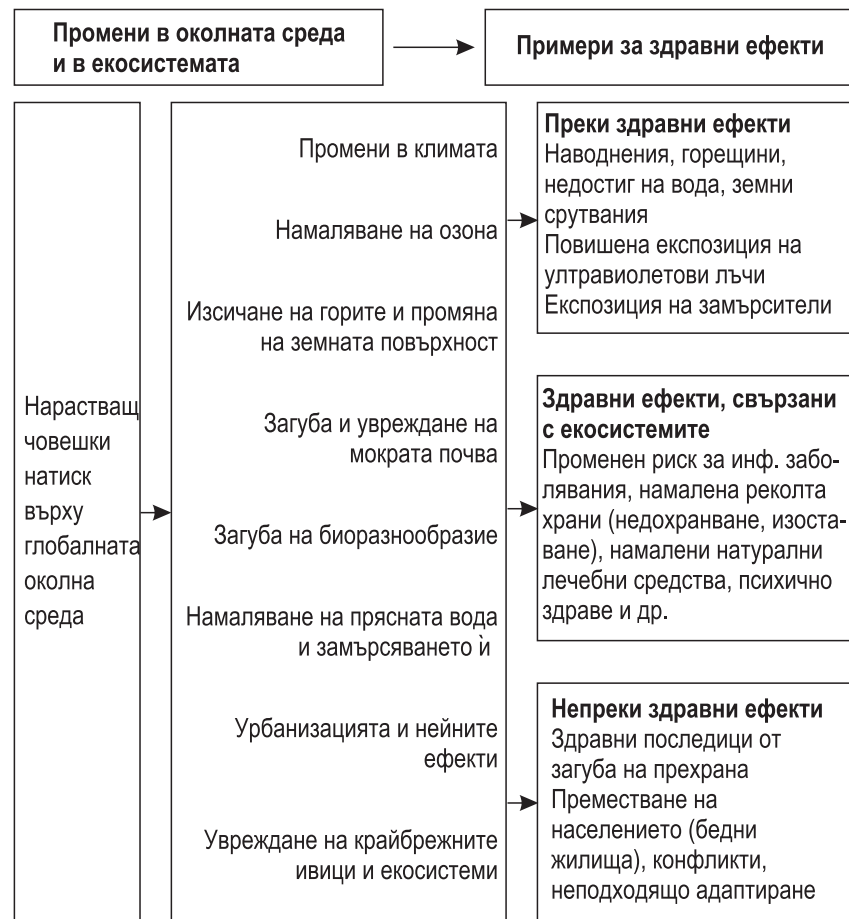 Промени в околната среда
и в екосистемата
Примери за здравни ефекти
Нарастващ
човешки
натиск
върху
глобалната
околна
среда
Промени в климата
Намаляване на озона
Изсичане на горите и промяна
на земната повърхност
Загуба и увреждане на
мократа почва
Загуба на биоразнообразие
Намаляване на прясната вода
и замърсяването ѝ
Урбанизацията и нейните
ефекти
Увреждане на крайбрежните
ивици и екосистеми
Преки здравни ефекти
Наводнения, горещини,
недостиг на вода, земни
срутвания
Повишена експозиция на
ултравиолетови лъчи
Експозиция на замърсители
Здравни ефекти, свързани
с екосистемите
Променен риск за инф. забо-
лявания, намалена реколта
храни (недохранване, изоста-
ване), намалени натурални
лечебни средства, психично
здраве и др.
Непреки здравни ефекти
Здравни последици от
загуба на прехрана
Преместване на
населението (бедни
жилища), конфликти,
неподходящо адаптиране